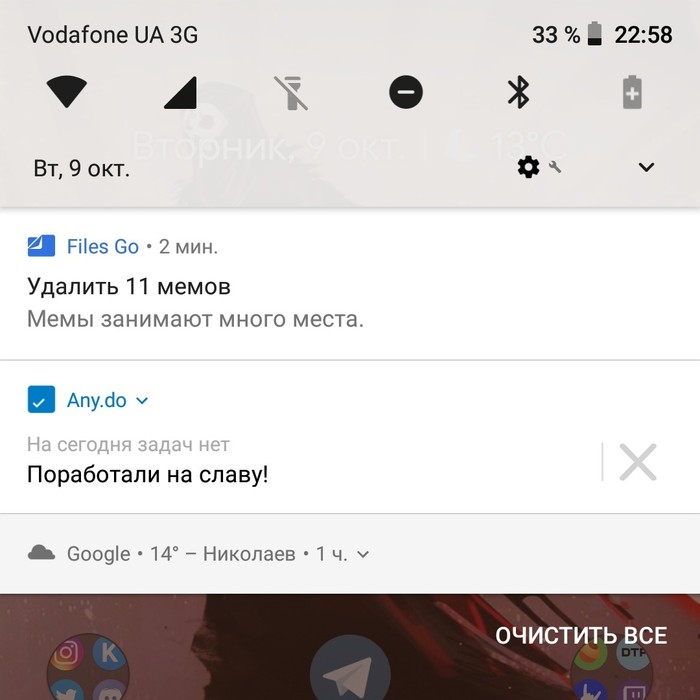 Vodafone UA 3G
33 % 22:58
Вторник, 9 окт. | 13°C
Вт, 9 окт.
Files Go • 2 мин.
Удалить 11 мемов
Мемы занимают много места.
Any.do
На сегодня задач нет
Поработали на славу!
Google • 14° – Николаев • 1 ч.
ОЧИСТИТЬ ВСЕ
K
DTF